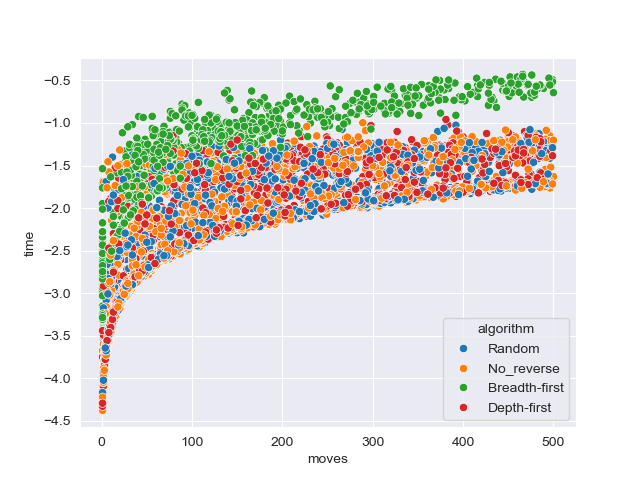 −0.5
−1.0
−1.5
−2.0
−2.5
−3.0
−3.5
−4.0
−4.5
time
0
100
200
300
400
500
moves
algorithm
Random
No_reverse
Breadth-first
Depth-first